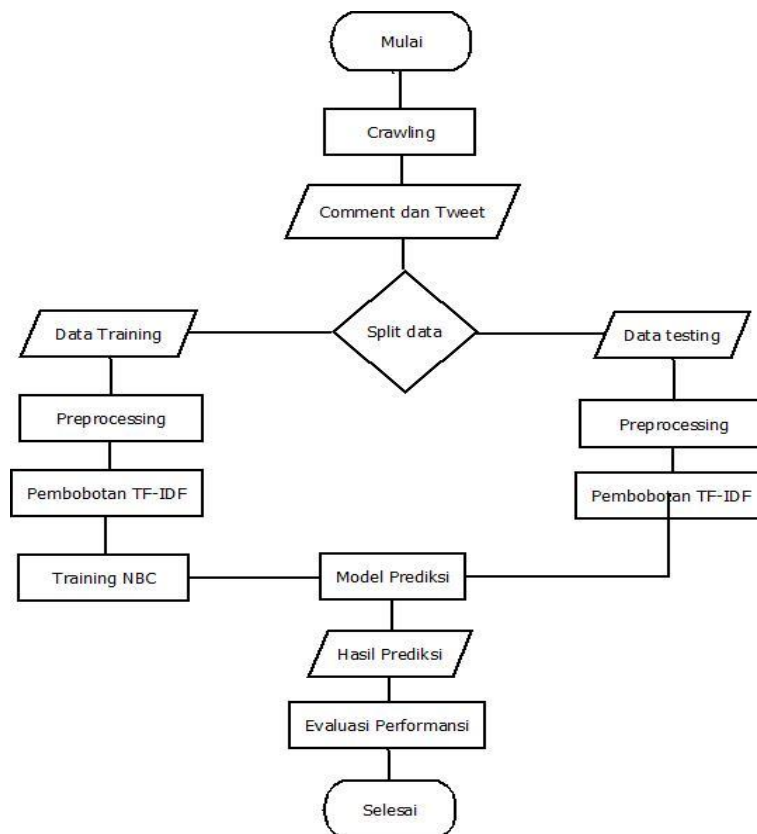 Mulai
Crawling
Comment dan Tweet
Split data
Data Training
Data testing
Preprocessing
Preprocessing
Pembobotan TF-IDF
Pembobotan TF-IDF
Training NBC
Model Prediksi
Hasil Prediksi
Evaluasi Performansi
Selesai